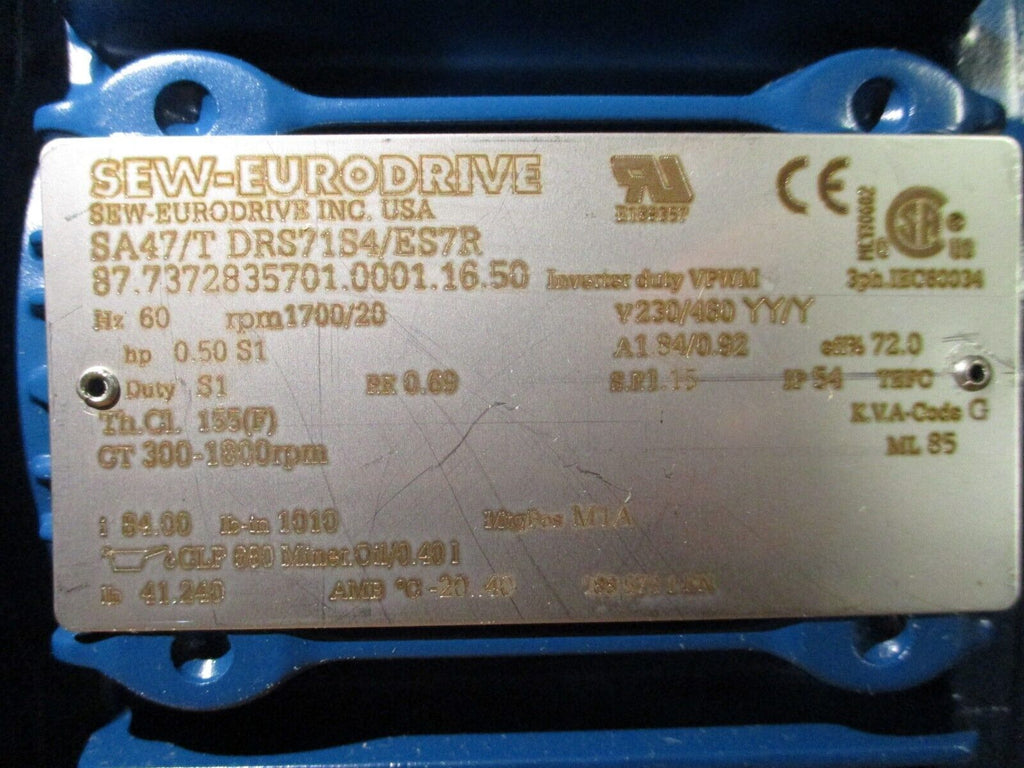 SEW-EURODRIVE
SEW-EURODRIVE INC. USA
SA47/T DRS71S4/ES7R
87.7372835701.0001.16.50 Inverter duty VPWM 3ph.IEC60034
CE
Hz 60 rpm 1700/20 V 230/460 YY/Y
hp 0.50 S1 A 1.84/0.92 eff% 72.0
Duty S1 PF 0.69 S.F. 1.15 IP 54 TEFC
Th.Cl. 155(F) K.V.A-Code G
CT 300-1800rpm ML 85
i 84.00 lb-in 1010 MtgPos M1A
CLP 680 Miner.Oil/0.40 l
lb 41.240 AMB °C -20..40